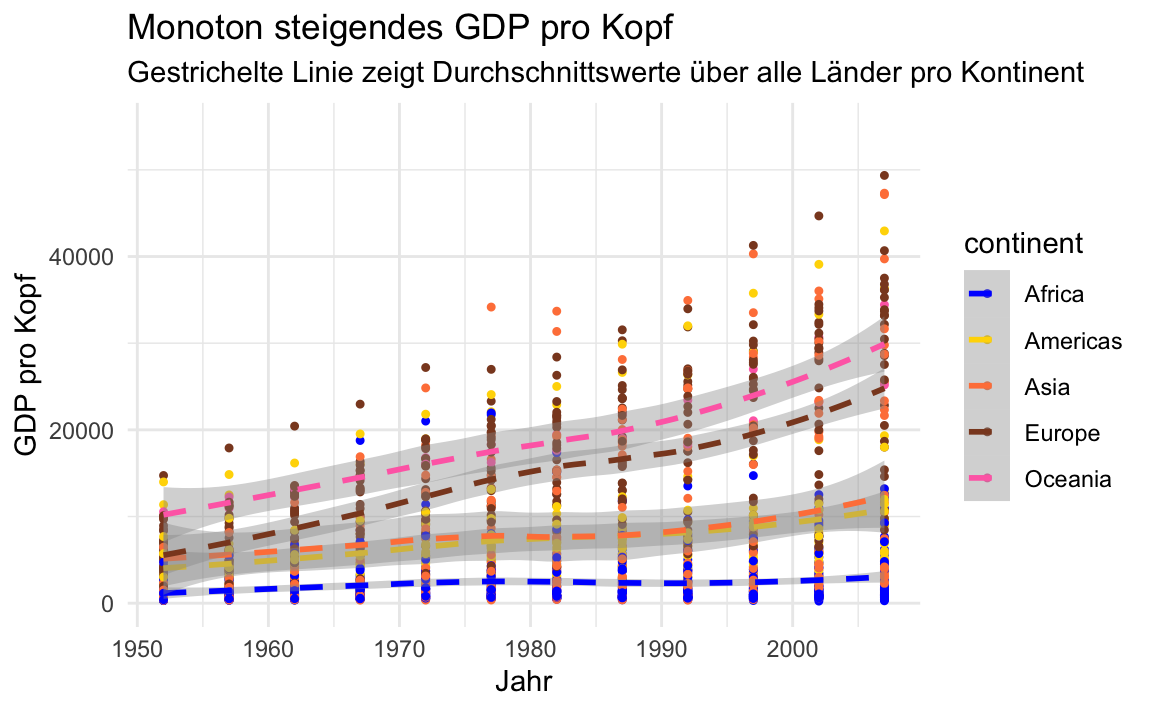 Monoton steigendes GDP pro Kopf
Gestrichelte Linie zeigt Durchschnittswerte über alle Länder pro Kontinent
GDP pro Kopf
40000
20000
0
1950 1960 1970 1980 1990 2000
Jahr
continent
Africa
Americas
Asia
Europe
Oceania